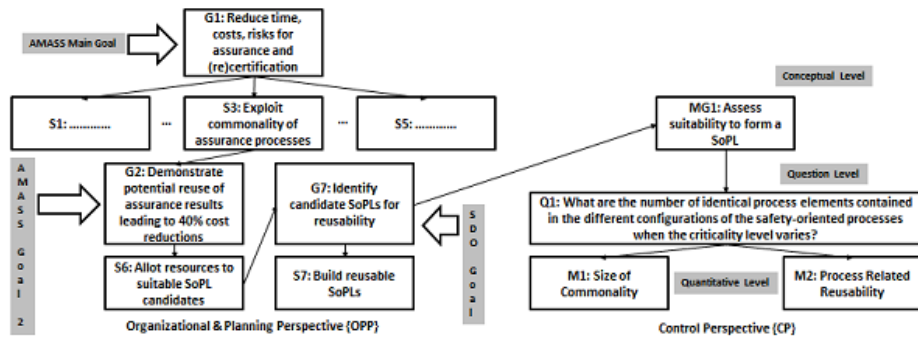 G1: Reduce time,
costs, risks for
assurance and
(re)certification
AMASS Main Goal
Conceptual Level
S1: ............
...
S3: Exploit
commonality of
assurance processes
...
S5: ............
MG1: Assess
suitability to form a
SoPL
AMASS Goal 2
G2: Demonstrate
potential reuse of
assurance results
leading to 40% cost
reductions
G7: Identify
candidate SoPLs for
reusability
SDO Goal
Question Level
Q1: What are the number of identical process elements
contained in the different configurations of the
safety-oriented processes
when the criticality level varies?
S6: Allot resources to
suitable SoPL
candidates
S7: Build reusable
SoPLs
M1: Size of
Commonality
Quantitative Level
M2: Process Related
Reusability
Organizational & Planning Perspective {OPP}
Control Perspective {CP}